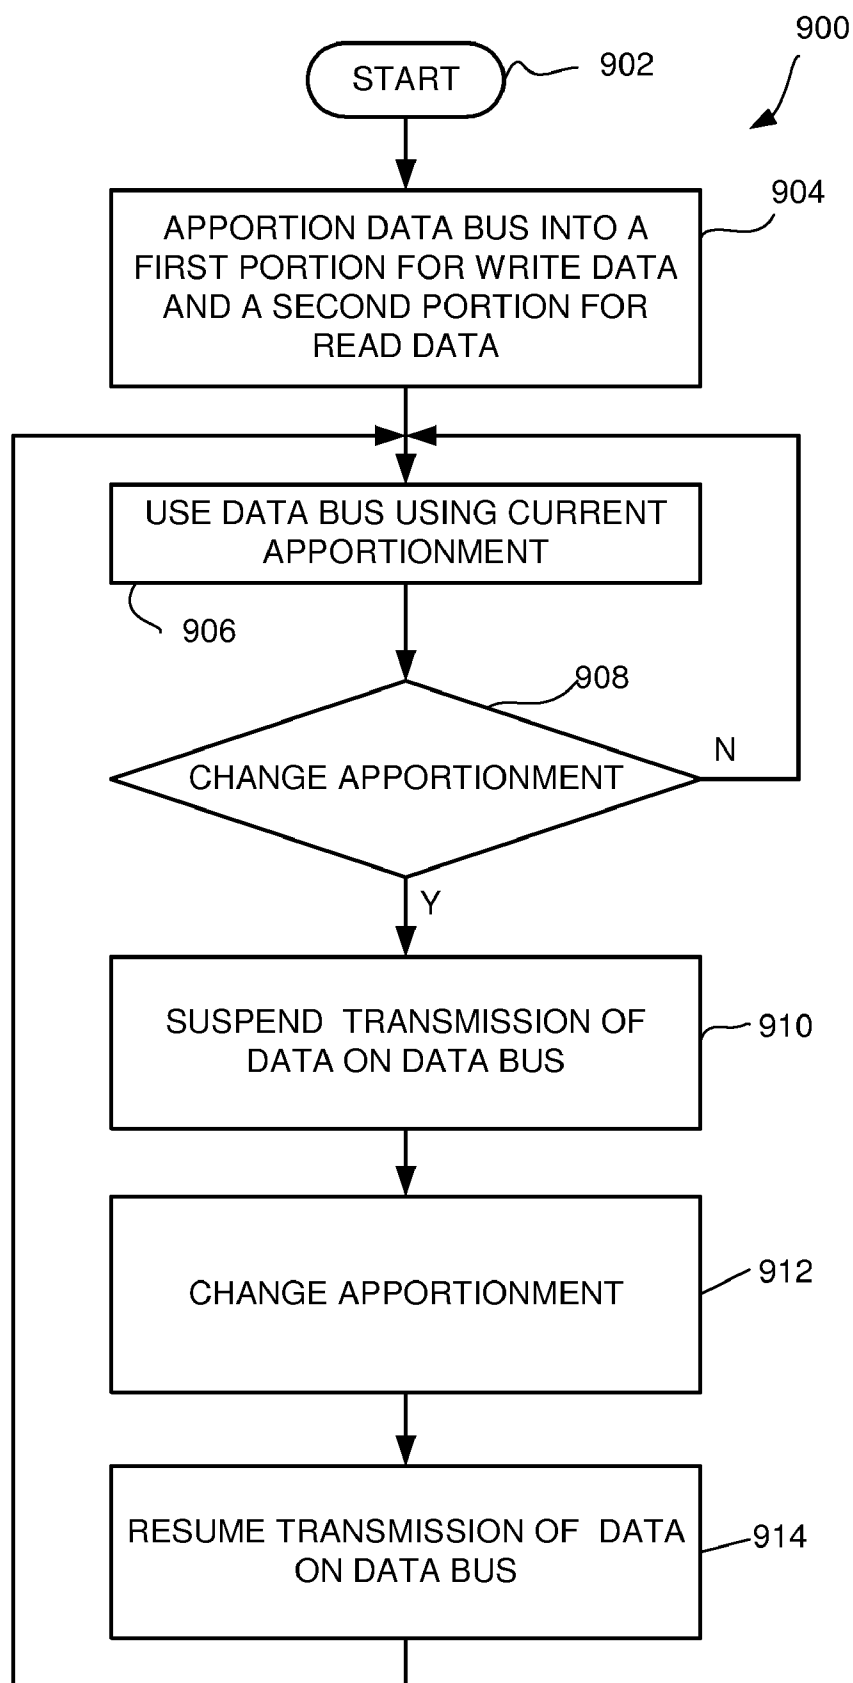 900
START
902
904
APPORTION DATA BUS INTO A
FIRST PORTION FOR WRITE DATA
AND A SECOND PORTION FOR
READ DATA
USE DATA BUS USING CURRENT
APPORTIONMENT
906
908
CHANGE APPORTIONMENT
N
Y
SUSPEND TRANSMISSION OF
DATA ON DATA BUS
910
CHANGE APPORTIONMENT
912
RESUME TRANSMISSION OF DATA
ON DATA BUS
914